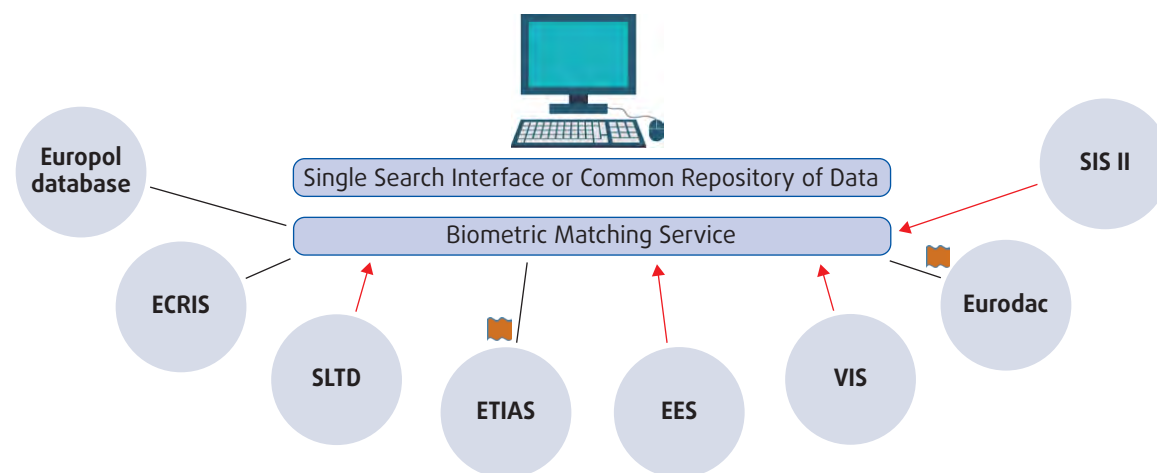 Single Search Interface or Common Repository of Data
Biometric Matching Service
Europol
database
ECRIS
SLTD
ETIAS
EES
VIS
Eurodac
SIS II